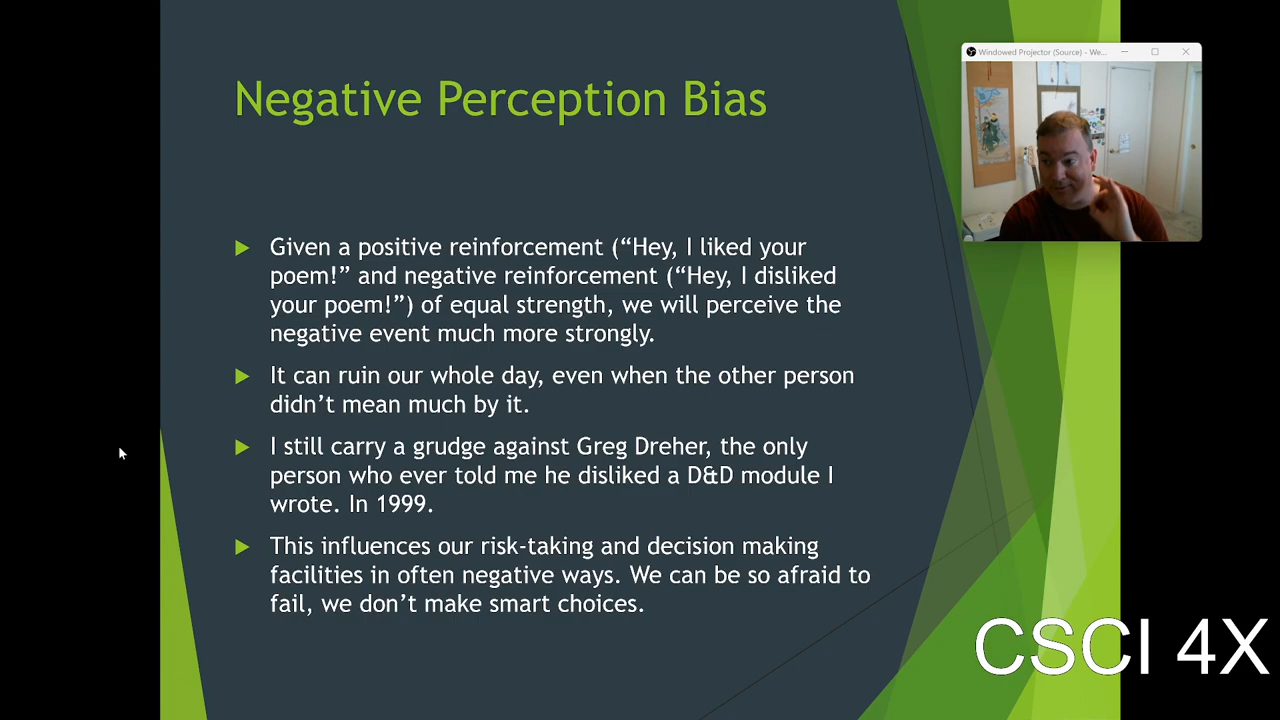 Negative Perception Bias
Windowed Projector (Source) - We...
Given a positive reinforcement (“Hey, I liked your
poem!” and negative reinforcement (“Hey, I disliked
your poem!”) of equal strength, we will perceive the
negative event much more strongly.
It can ruin our whole day, even when the other person
didn’t mean much by it.
I still carry a grudge against Greg Dreher, the only
person who ever told me he disliked a D&D module I
wrote. In 1999.
This influences our risk-taking and decision making
facilities in often negative ways. We can be so afraid to
fail, we don’t make smart choices.
CSCI 4X